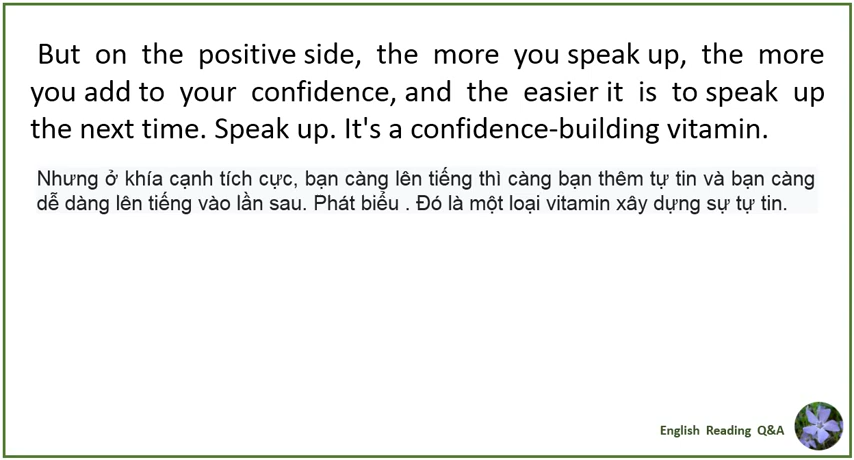 But on the positive side, the more you speak up, the more
you add to your confidence, and the easier it is to speak up
the next time. Speak up. It's a confidence-building vitamin.
Nhưng ở khía cạnh tích cực, bạn càng lên tiếng thì càng bạn thêm tự tin và bạn càng
dễ dàng lên tiếng vào lần sau. Phát biểu . Đó là một loại vitamin xây dựng sự tự tin.
English Reading Q&A